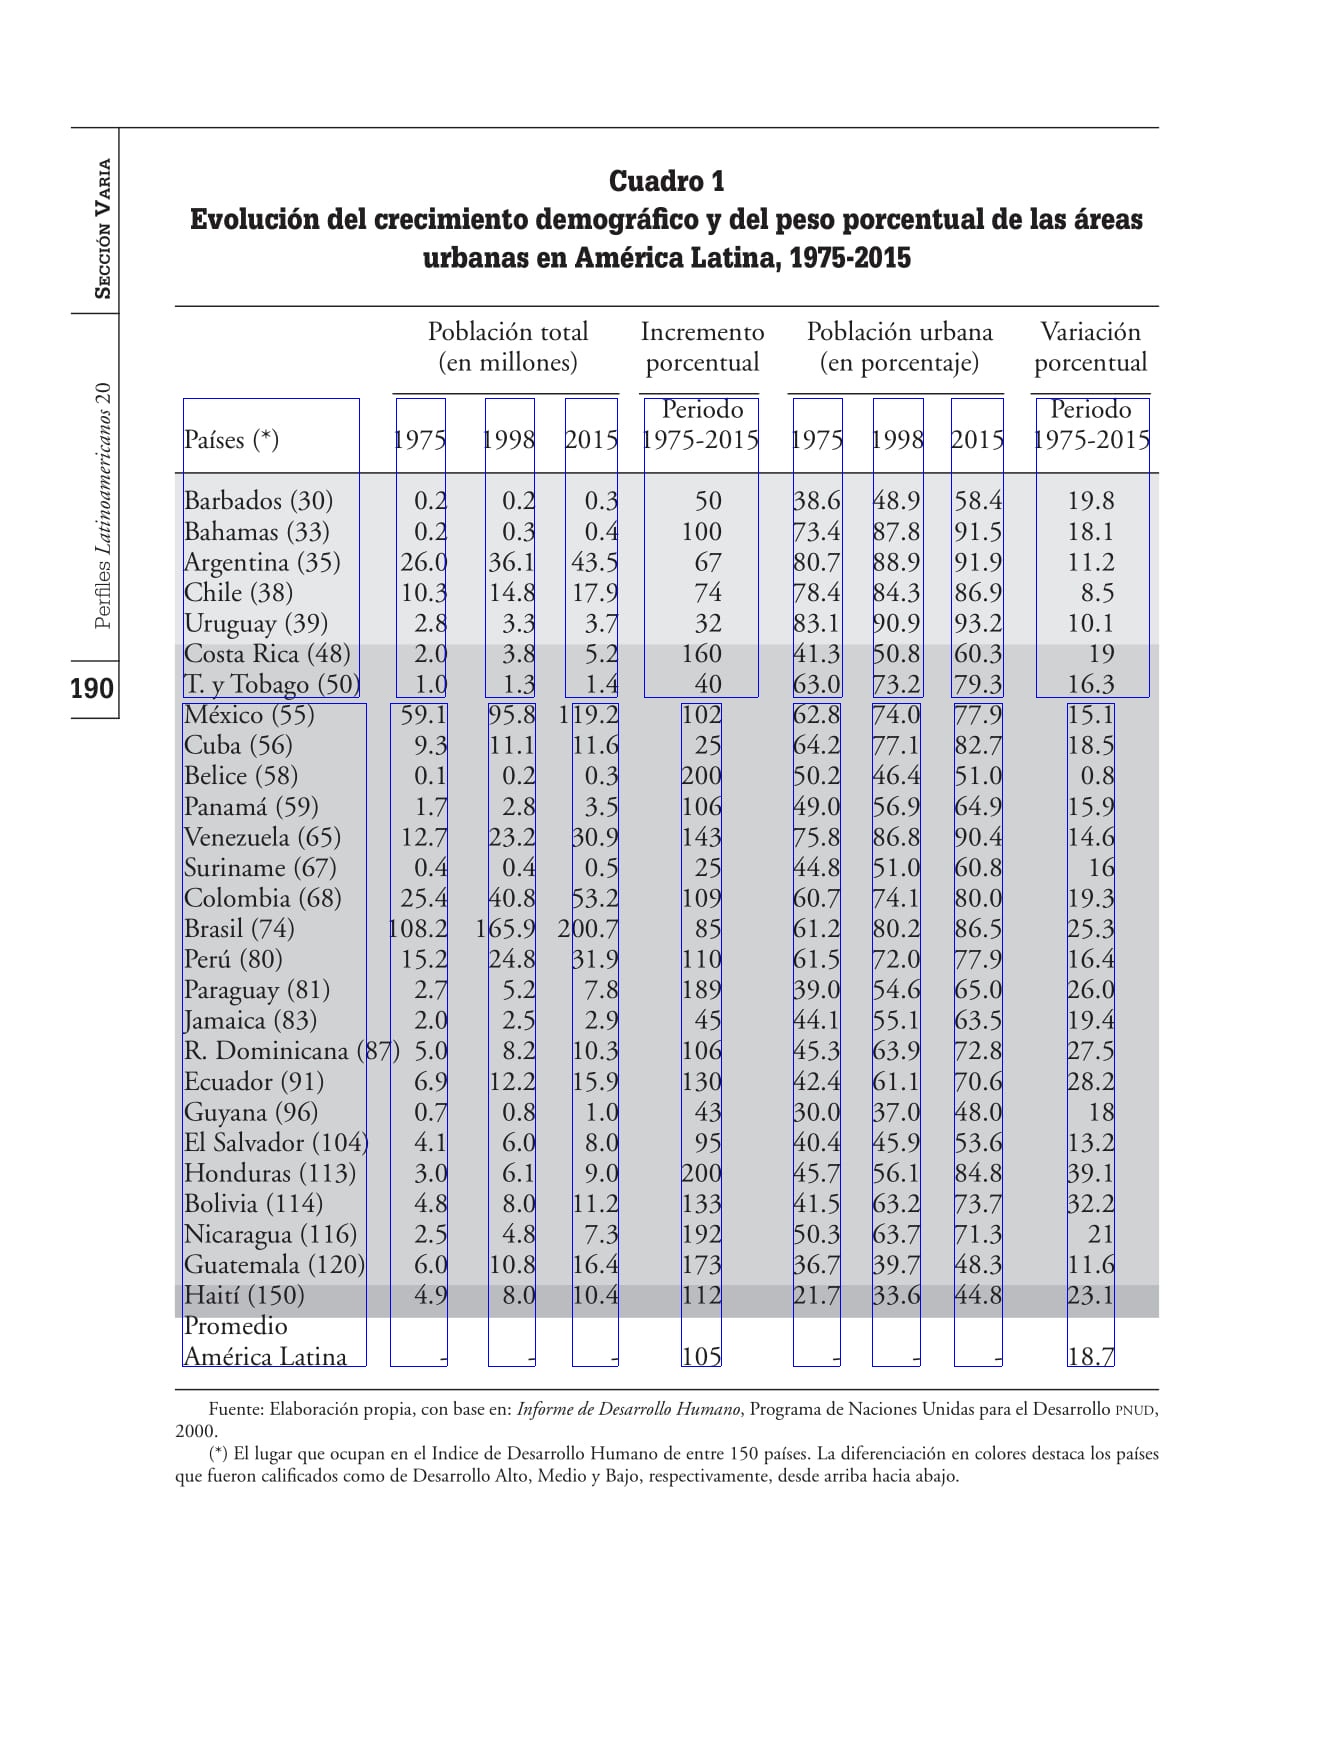 Sección Varia
Perfiles Latinoamericanos 20
190
Cuadro 1
Evolución del crecimiento demográfico y del peso porcentual de las áreas
urbanas en América Latina, 1975-2015
Población total Incremento Población urbana Variación
(en millones) porcentual (en porcentaje) porcentual
Periodo Periodo
Países (*) 1975 1998 2015 1975-2015 1975 1998 2015 1975-2015
Barbados (30) 0.2 0.2 0.3 50 38.6 48.9 58.4 19.8
Bahamas (33) 0.2 0.3 0.4 100 73.4 87.8 91.5 18.1
Argentina (35) 26.0 36.1 43.5 67 80.7 88.9 91.9 11.2
Chile (38) 10.3 14.8 17.9 74 78.4 84.3 86.9 8.5
Uruguay (39) 2.8 3.3 3.7 32 83.1 90.9 93.2 10.1
Costa Rica (48) 2.0 3.8 5.2 160 41.3 50.8 60.3 19
T. y Tobago (50) 1.0 1.3 1.4 40 63.0 73.2 79.3 16.3
México (55) 59.1 95.8 119.2 102 62.8 74.0 77.9 15.1
Cuba (56) 9.3 11.1 11.6 25 64.2 77.1 82.7 18.5
Belice (58) 0.1 0.2 0.3 200 50.2 46.4 51.0 0.8
Panamá (59) 1.7 2.8 3.5 106 49.0 56.9 64.9 15.9
Venezuela (65) 12.7 23.2 30.9 143 75.8 86.8 90.4 14.6
Suriname (67) 0.4 0.4 0.5 25 44.8 51.0 60.8 16
Colombia (68) 25.4 40.8 53.2 109 60.7 74.1 80.0 19.3
Brasil (74) 108.2 165.9 200.7 85 61.2 80.2 86.5 25.3
Perú (80) 15.2 24.8 31.9 110 61.5 72.0 77.9 16.4
Paraguay (81) 2.7 5.2 7.8 189 39.0 54.6 65.0 26.0
Jamaica (83) 2.0 2.5 2.9 45 44.1 55.1 63.5 19.4
R. Dominicana (87) 5.0 8.2 10.3 106 45.3 63.9 72.8 27.5
Ecuador (91) 6.9 12.2 15.9 130 42.4 61.1 70.6 28.2
Guyana (96) 0.7 0.8 1.0 43 30.0 37.0 48.0 18
El Salvador (104) 4.1 6.0 8.0 95 40.4 45.9 53.6 13.2
Honduras (113) 3.0 6.1 9.0 200 45.7 56.1 84.8 39.1
Bolivia (114) 4.8 8.0 11.2 133 41.5 63.2 73.7 32.2
Nicaragua (116) 2.5 4.8 7.3 192 50.3 63.7 71.3 21
Guatemala (120) 6.0 10.8 16.4 173 36.7 39.7 48.3 11.6
Haití (150) 4.9 8.0 10.4 112 21.7 33.6 44.8 23.1
Promedio
América Latina - - - 105 - - - 18.7
Fuente: Elaboración propia, con base en: Informe de Desarrollo Humano, Programa de Naciones Unidas para el Desarrollo PNUD,
2000.
(*) El lugar que ocupan en el Indice de Desarrollo Humano de entre 150 países. La diferenciación en colores destaca los países
que fueron calificados como de Desarrollo Alto, Medio y Bajo, respectivamente, desde arriba hacia abajo.